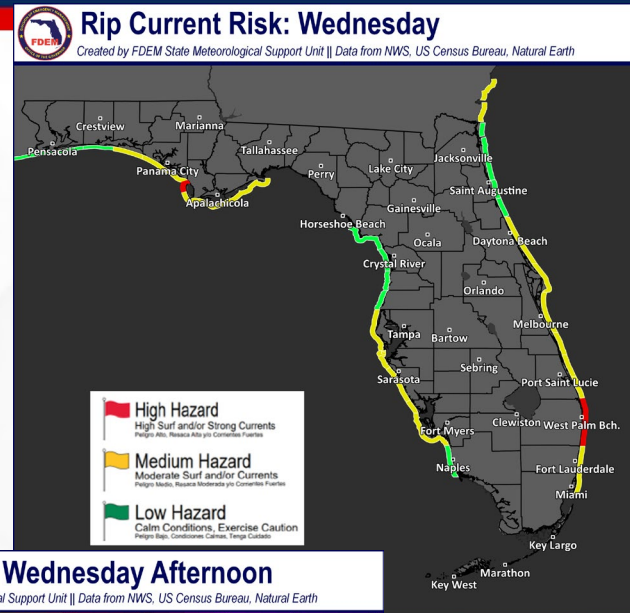 Rip Current Risk: Wednesday
Created by FDEM State Meteorological Support Unit || Data from NWS, US Census Bureau, Natural Earth
FDEM
Crestview
Marianna
Pensacola
Tallahassee
Jacksonville
Panama City
Perry
Lake City
Saint Augustine
Apalachicola
Gainesville
Horseshoe Beach
Ocala
Daytona Beach
Crystal River
Orlando
Melbourne
Tampa
Bartow
Sebring
Sarasota
Port Saint Lucie
Clewiston
West Palm Bch.
Fort Myers
Naples
Fort Lauderdale
Miami
Key Largo
Marathon
Key West
High Hazard
High Surf and/or Strong Currents
Peligro Alto, Resaca Alta y/o Corrientes Fuertes
Medium Hazard
Moderate Surf and/or Currents
Peligro Medio, Resaca Moderada y/o Corrientes Fuertes
Low Hazard
Calm Conditions, Exercise Caution
Peligro Bajo, Condiciones Calmas, Tenga Cuidado
Wednesday Afternoon
al Support Unit || Data from NWS, US Census Bureau, Natural Earth